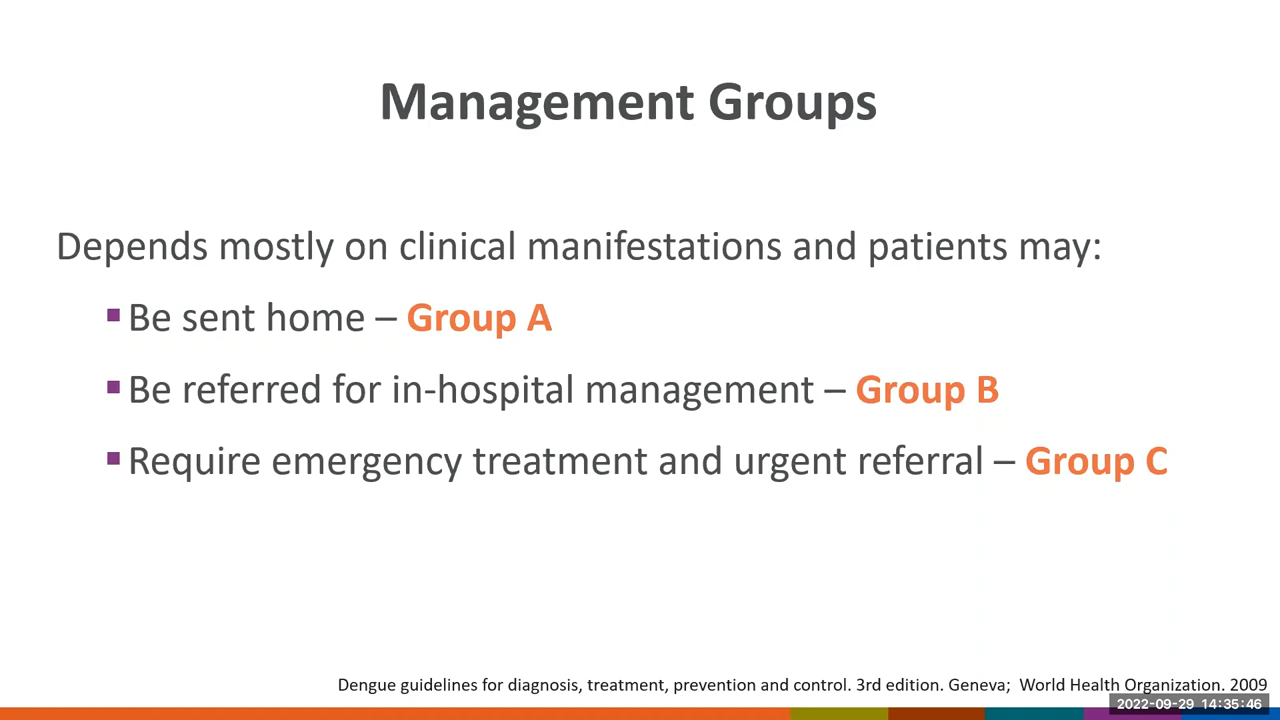 Management Groups
Depends mostly on clinical manifestations and patients may:
▪ Be sent home – Group A
▪ Be referred for in-hospital management – Group B
▪ Require emergency treatment and urgent referral – Group C
Dengue guidelines for diagnosis, treatment, prevention and control. 3rd edition. Geneva; World Health Organization. 2009
2022-09-29 14:35:46